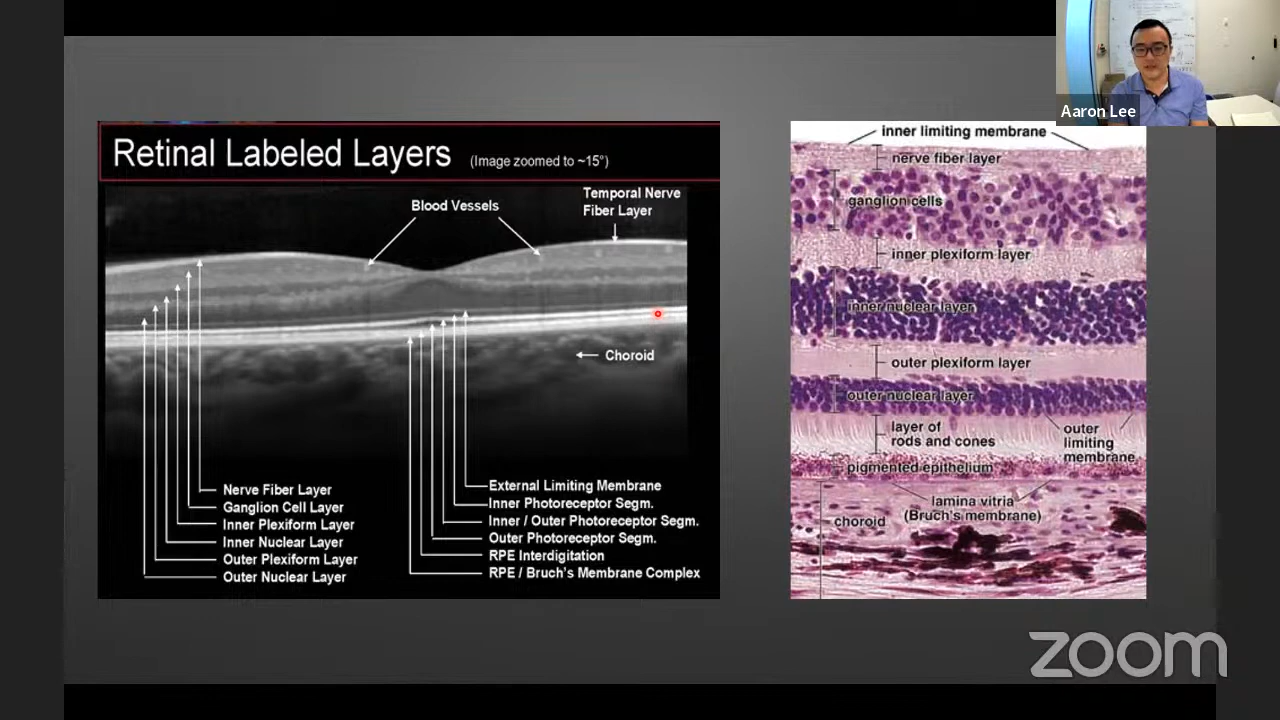 Aaron Lee
Retinal Labeled Layers (Image zoomed to ~15°)
Blood Vessels
Temporal Nerve
Fiber Layer
Choroid
Nerve Fiber Layer
Ganglion Cell Layer
Inner Plexiform Layer
Inner Nuclear Layer
Outer Plexiform Layer
Outer Nuclear Layer
External Limiting Membrane
Inner Photoreceptor Segm.
Inner / Outer Photoreceptor Segm.
Outer Photoreceptor Segm.
RPE Interdigitation
RPE / Bruch's Membrane Complex
inner limiting membrane
nerve fiber layer
ganglion cells
inner plexiform layer
inner nuclear layer
outer plexiform layer
outer nuclear layer
layer of
rods and cones
outer
limiting
membrane
pigmented epithelium
lamina vitria
(Bruch's membrane)
choroid
zoom